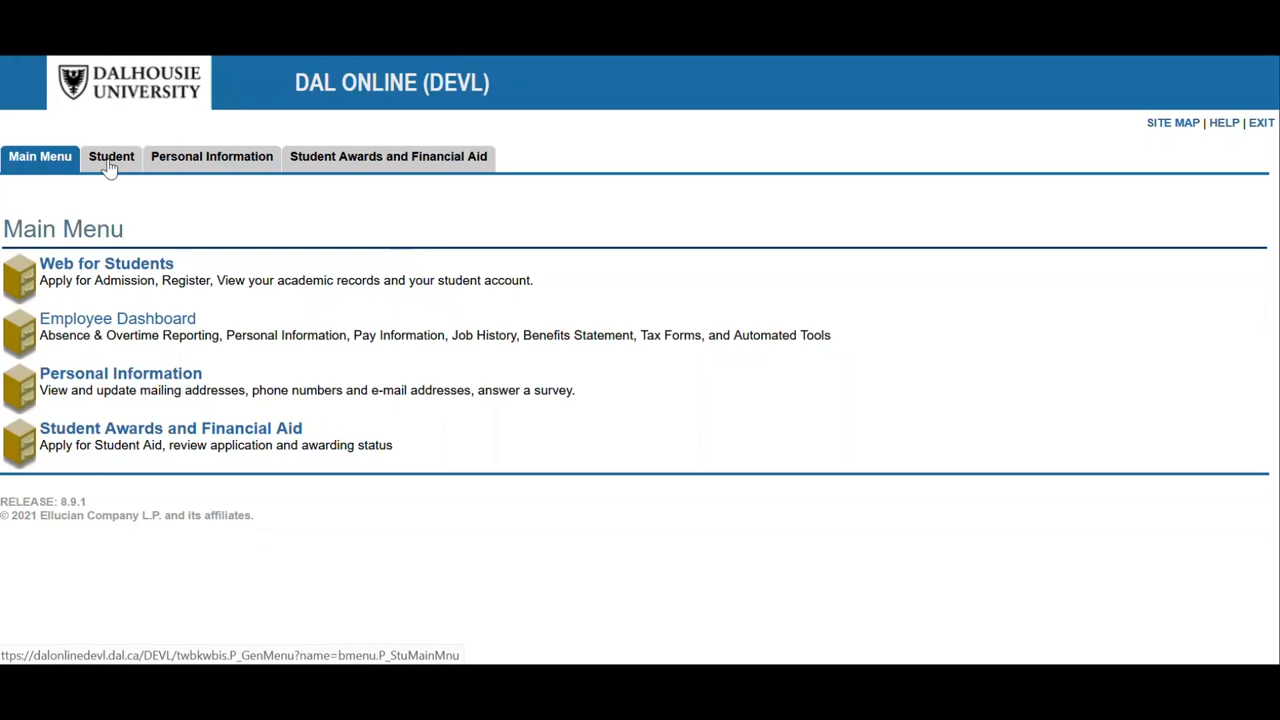 DALHOUSIE
UNIVERSITY
DAL ONLINE (DEVL)
SITE MAP | HELP | EXIT
Main Menu Student Personal Information Student Awards and Financial Aid
Main Menu
Web for Students
Apply for Admission, Register, View your academic records and your student account.
Employee Dashboard
Absence & Overtime Reporting, Personal Information, Pay Information, Job History, Benefits Statement, Tax Forms, and Automated Tools
Personal Information
View and update mailing addresses, phone numbers and e-mail addresses, answer a survey.
Student Awards and Financial Aid
Apply for Student Aid, review application and awarding status
RELEASE: 8.9.1
© 2021 Ellucian Company L.P. and its affiliates.
ttps://dalonlinedevl.dal.ca/DEVL/twbkwbis.P_GenMenu?name=bmenu.P_StuMainMnu